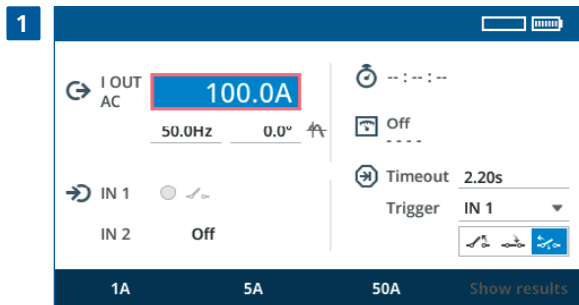 1
I OUT
AC
100.0A
50.0Hz 0.0°
IN 1
IN 2 Off
-- : -- : --
Off
- - - -
Timeout 2.20s
Trigger IN 1
1A 5A 50A Show results